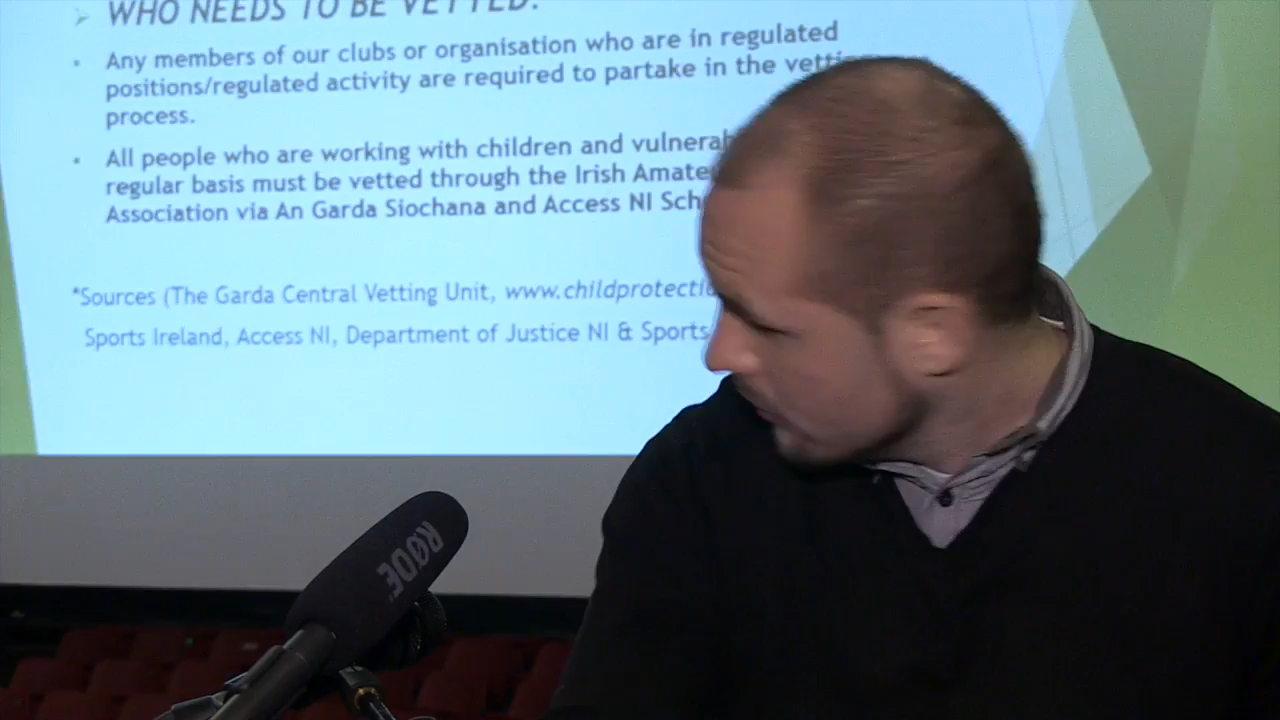 WHO NEEDS TO BE VETTED:
Any members of our clubs or organisation who are in regulated
positions/regulated activity are required to partake in the
process.
All people who are working with children and
regular basis must be vetted through the Irish
Association via An Garda Siochana and Access NI
*Sources (The Garda Central Vetting Unit,
Sports Ireland, Access NI, Department of Justice NI & Sports
RØDE